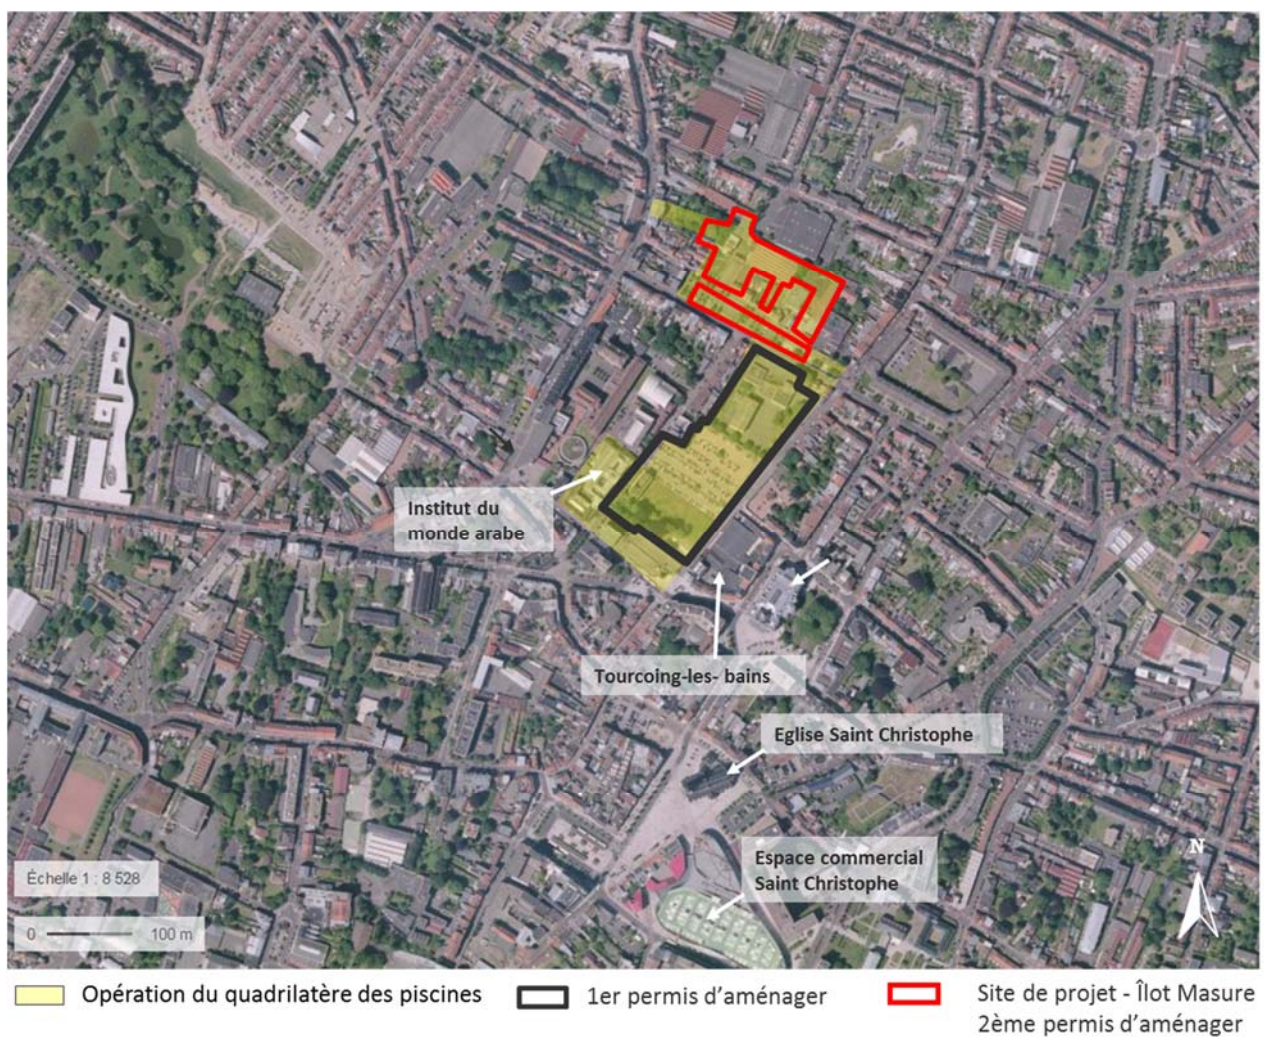 Institut du
monde arabe
Tourcoing-les- bains
Eglise Saint Christophe
Espace commercial
Saint Christophe
N
Échelle 1 : 8 528
0 100 m
Opération du quadrilatère des piscines
1er permis d'aménager
Site de projet - Îlot Masure
2ème permis d'aménager